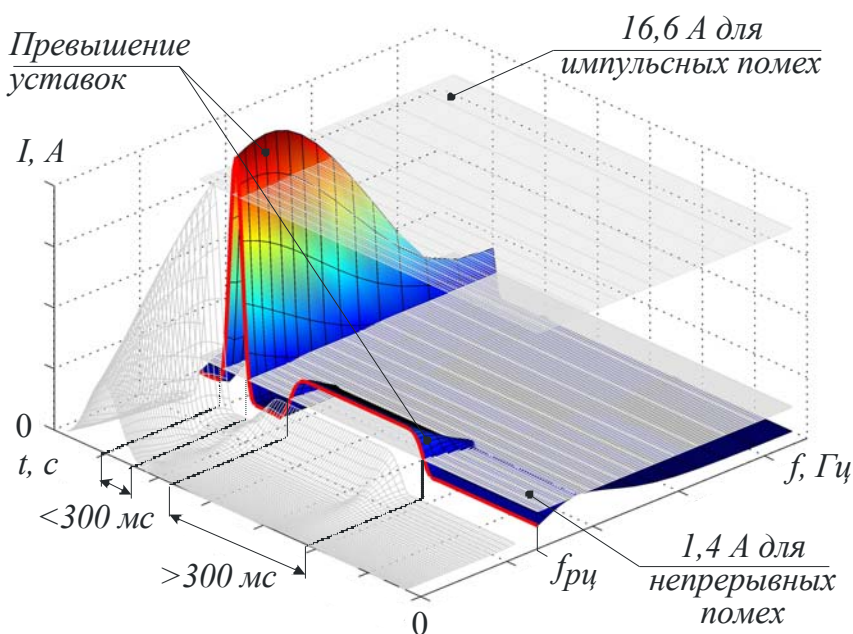 Превышение
уставок
16,6 А для
импульсных помех
I, А
0
t, с
<300 мс
>300 мс
0
fрц
f, Гц
1,4 А для
непрерывных
помех